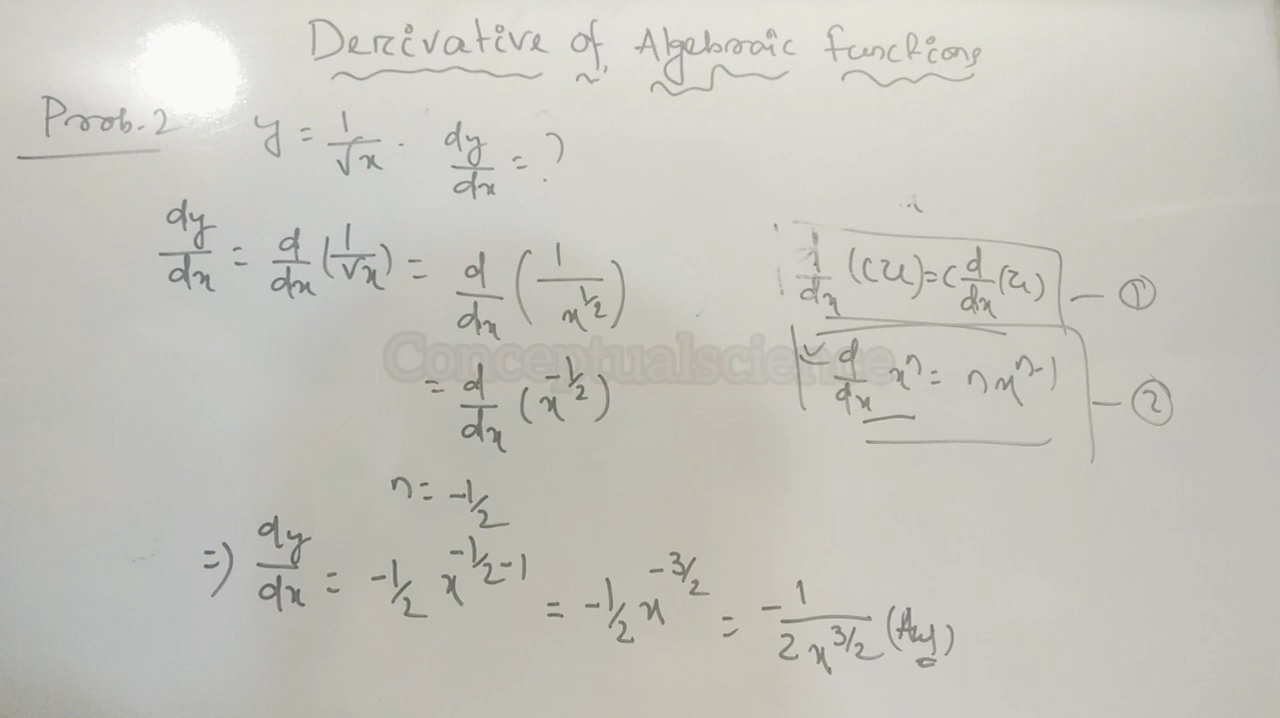 Derivative of Algebraic functions
Prob.2 y = 1/√x . dy/dx = ?
dy/dx = d/dx (1/√x) = d/dx (1/x^1/2)
d/dx (cu) = c d/dx (u) — ①
= d/dx (x^-1/2)
d/dx x^n = n x^n-1 — ②
Conceptualscience
n = -1/2
=> dy/dx = -1/2 x^-1/2-1 = -1/2 x^-3/2 = -1/2x^3/2 (Ans)